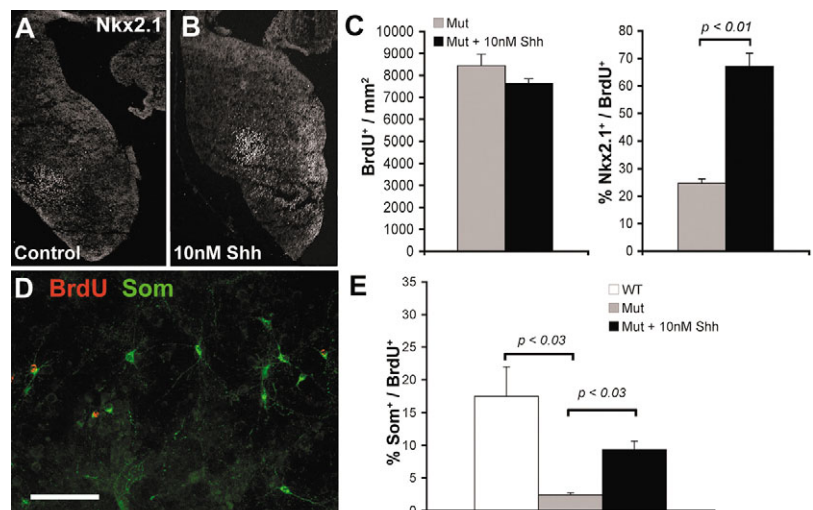 A
Nkx2.1
B
Control
10nM Shh
C
Mut
Mut + 10nM Shh
BrdU⁺ / mm²
10000
9000
8000
7000
6000
5000
4000
3000
2000
1000
0
p < 0.01
% Nkx2.1⁺ / BrdU⁺
80
70
60
50
40
30
20
10
0
D BrdU Som
E
WT
Mut
Mut + 10nM Shh
p < 0.03
p < 0.03
% Som⁺ / BrdU⁺
35
30
25
20
15
10
5
0